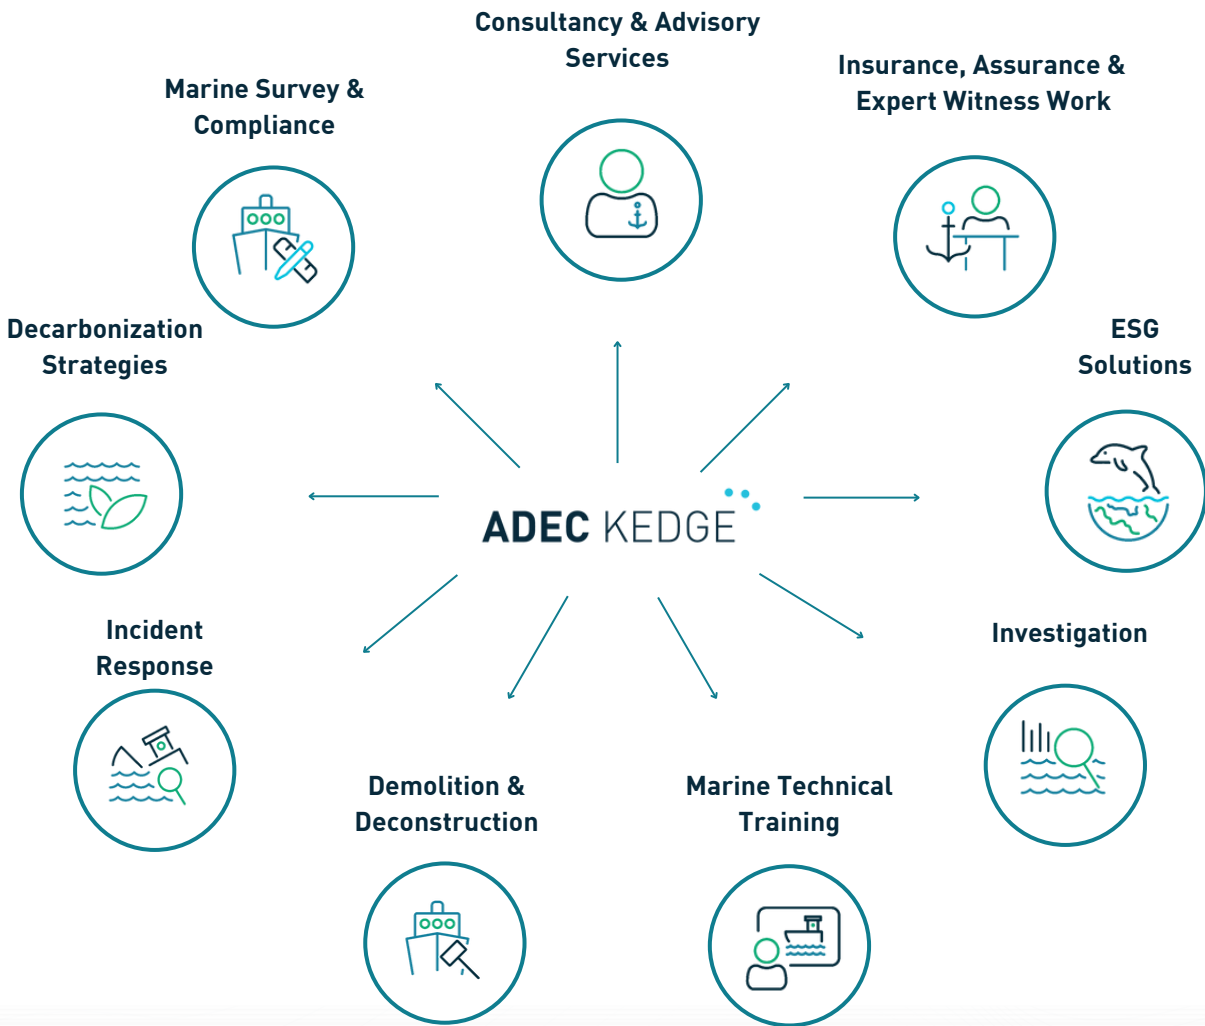 Consultancy & Advisory
Services
Insurance, Assurance &
Expert Witness Work
Marine Survey &
Compliance
Decarbonization
Strategies
ESG
Solutions
ADEC KEDGE
Incident
Response
Investigation
Demolition &
Deconstruction
Marine Technical
Training